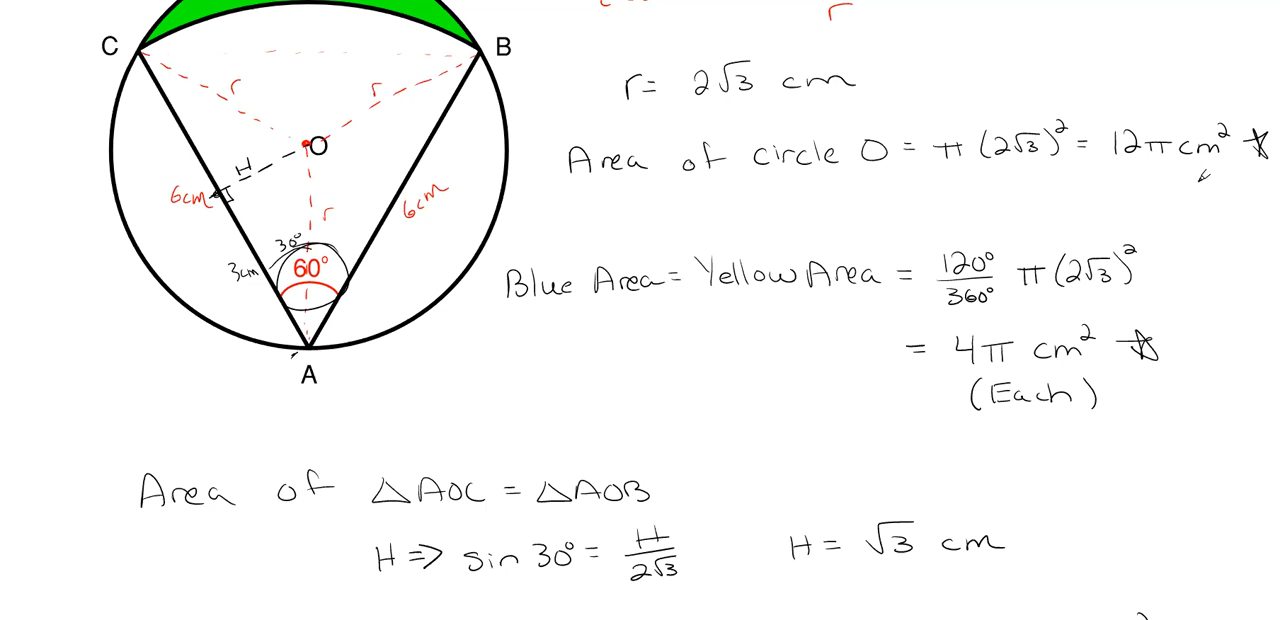 C
B
r
r
r
r= 2√3 cm
O
H
Area of circle O = π (2√3)² = 12π cm²
6cm
6cm
30°
3cm
60°
Blue Area = Yellow Area = 120°/360° π (2√3)²
= 4π cm²
(Each)
A
Area of △AOC = △AOB
H ⇒ sin 30° = H/2√3 H = √3 cm